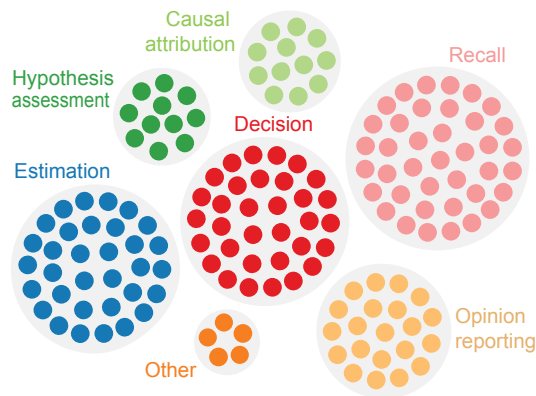 Causal
attribution
Recall
Hypothesis
assessment
Decision
Estimation
Opinion
reporting
Other